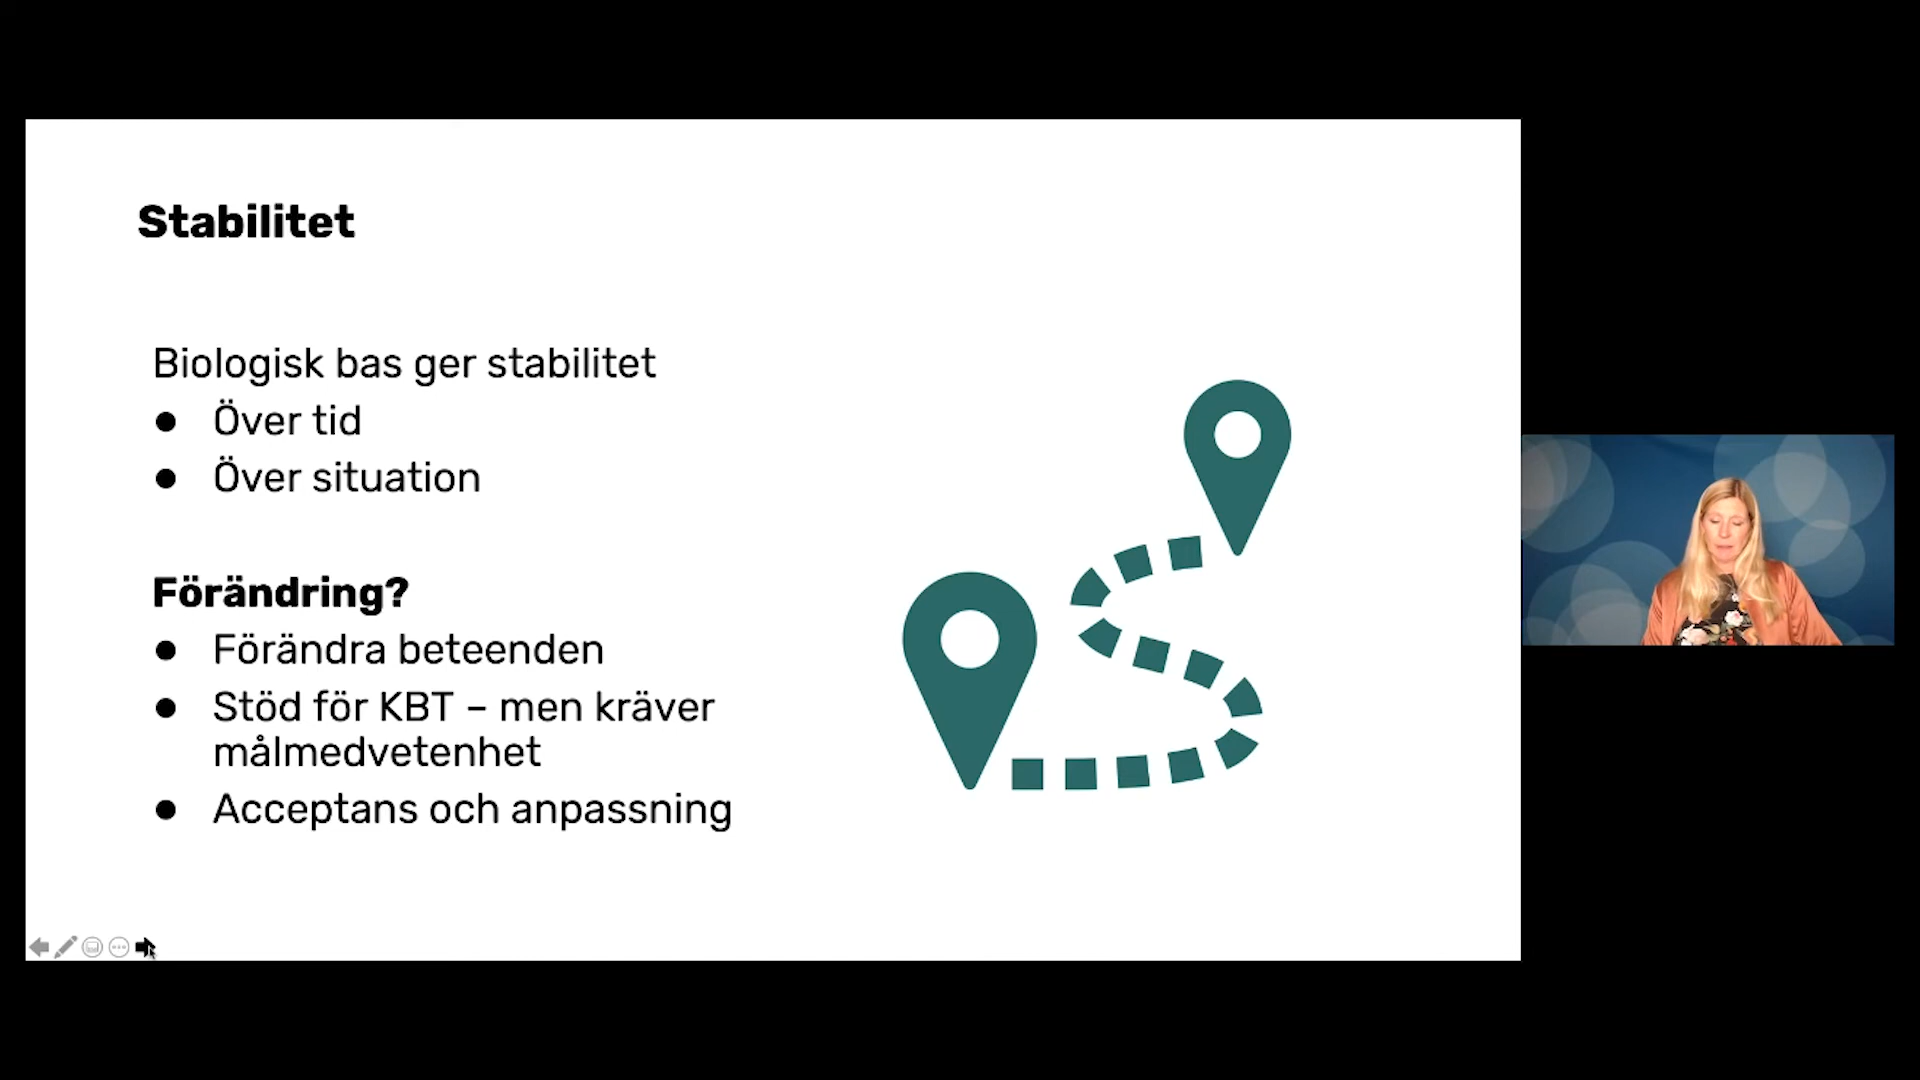 Stabilitet
Biologisk bas ger stabilitet
● Över tid
● Över situation
Förändring?
● Förändra beteenden
● Stöd för KBT – men kräver
målmedvetenhet
● Acceptans och anpassning